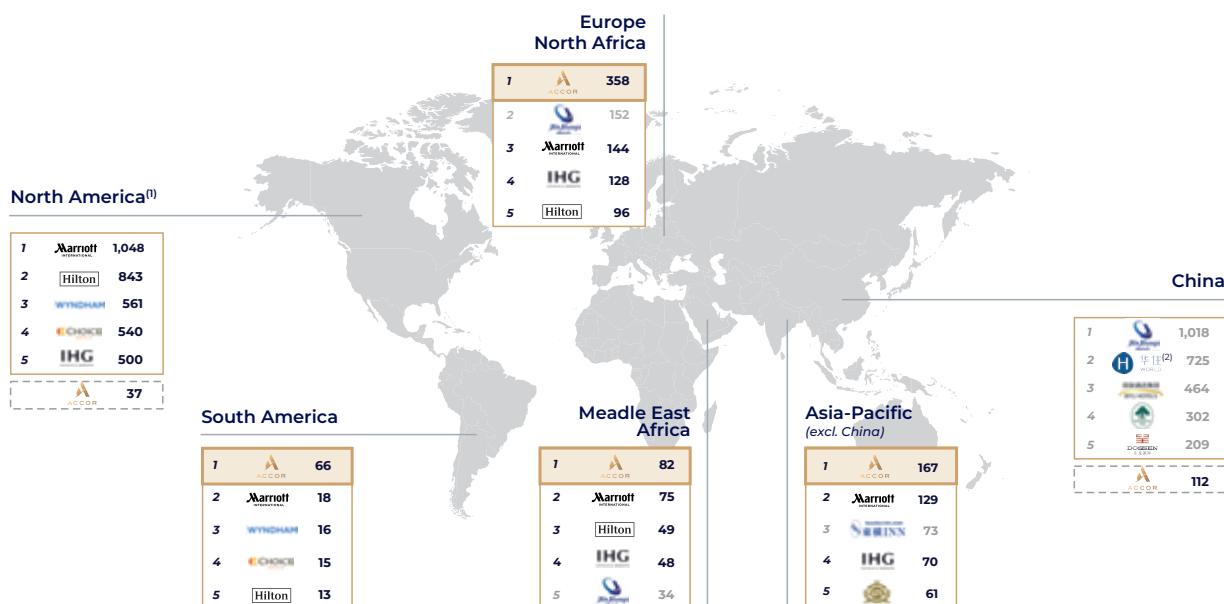 Europe
North Africa
1 ACCOR 358
2 152
3 Marriott INTERNATIONAL 144
4 IHG 128
5 Hilton 96
North America(1)
1 Marriott INTERNATIONAL 1,048
2 Hilton 843
3 WYNDHAM 561
4 CHOICE 540
5 IHG 500
ACCOR 37
China
1 1,018
2 H 华住(2) WORLD 725
3 464
4 302
5 DOSSEN 209
ACCOR 112
South America
1 ACCOR 66
2 Marriott INTERNATIONAL 18
3 WYNDHAM 16
4 CHOICE 15
5 Hilton 13
Meadle East
Africa
1 ACCOR 82
2 Marriott INTERNATIONAL 75
3 Hilton 49
4 IHG 48
5 34
Asia-Pacific
(excl. China)
1 ACCOR 167
2 Marriott INTERNATIONAL 129
3 INN 73
4 IHG 70
5 61